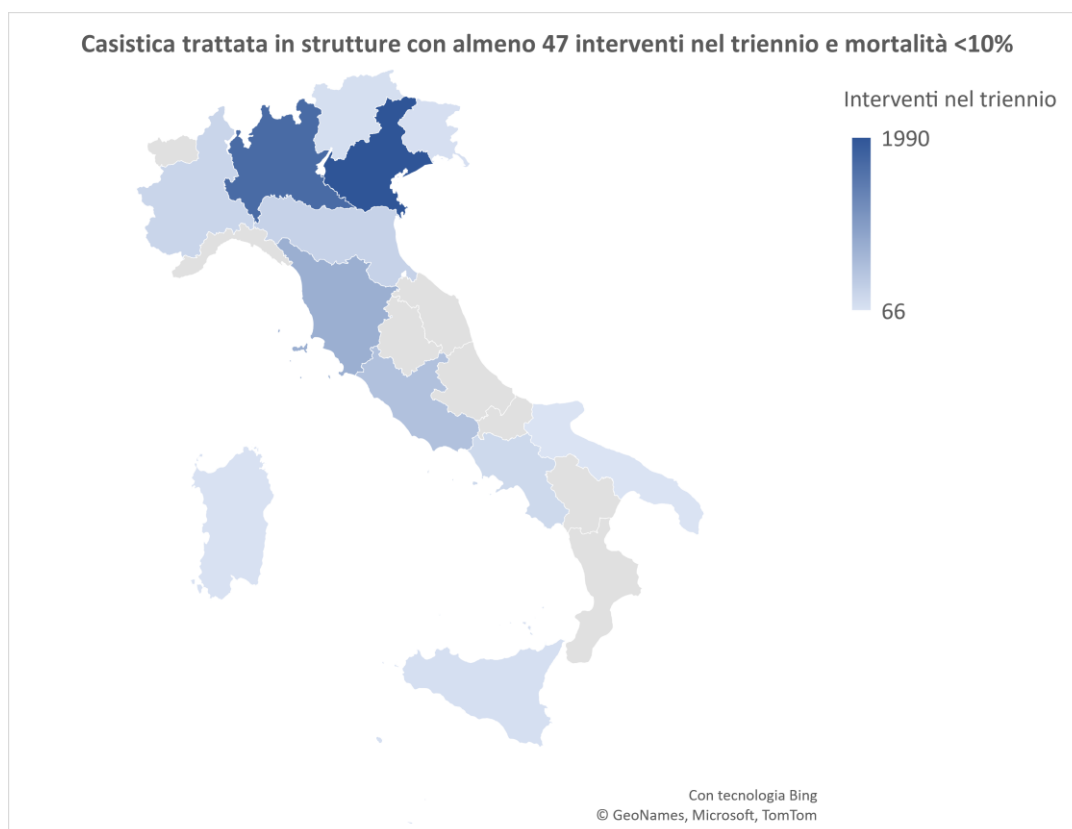 Casistica trattata in strutture con almeno 47 interventi nel triennio e mortalità <10%
Interventi nel triennio
1990
66
Con tecnologia Bing
© GeoNames, Microsoft, TomTom